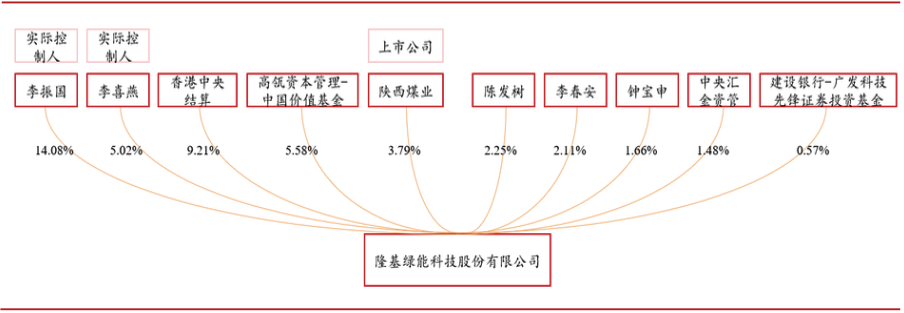 实际控
制人
实际控
制人
上市公司
李振国
李喜燕
香港中央
结算
高瓴资本管理-
中国价值基金
陕西煤业
陈发树
李春安
钟宝申
中央汇
金资管
建设银行-广发科技
先锋证券投资基金
14.08%
5.02%
9.21%
5.58%
3.79%
2.25%
2.11%
1.66%
1.48%
0.57%
隆基绿能科技股份有限公司